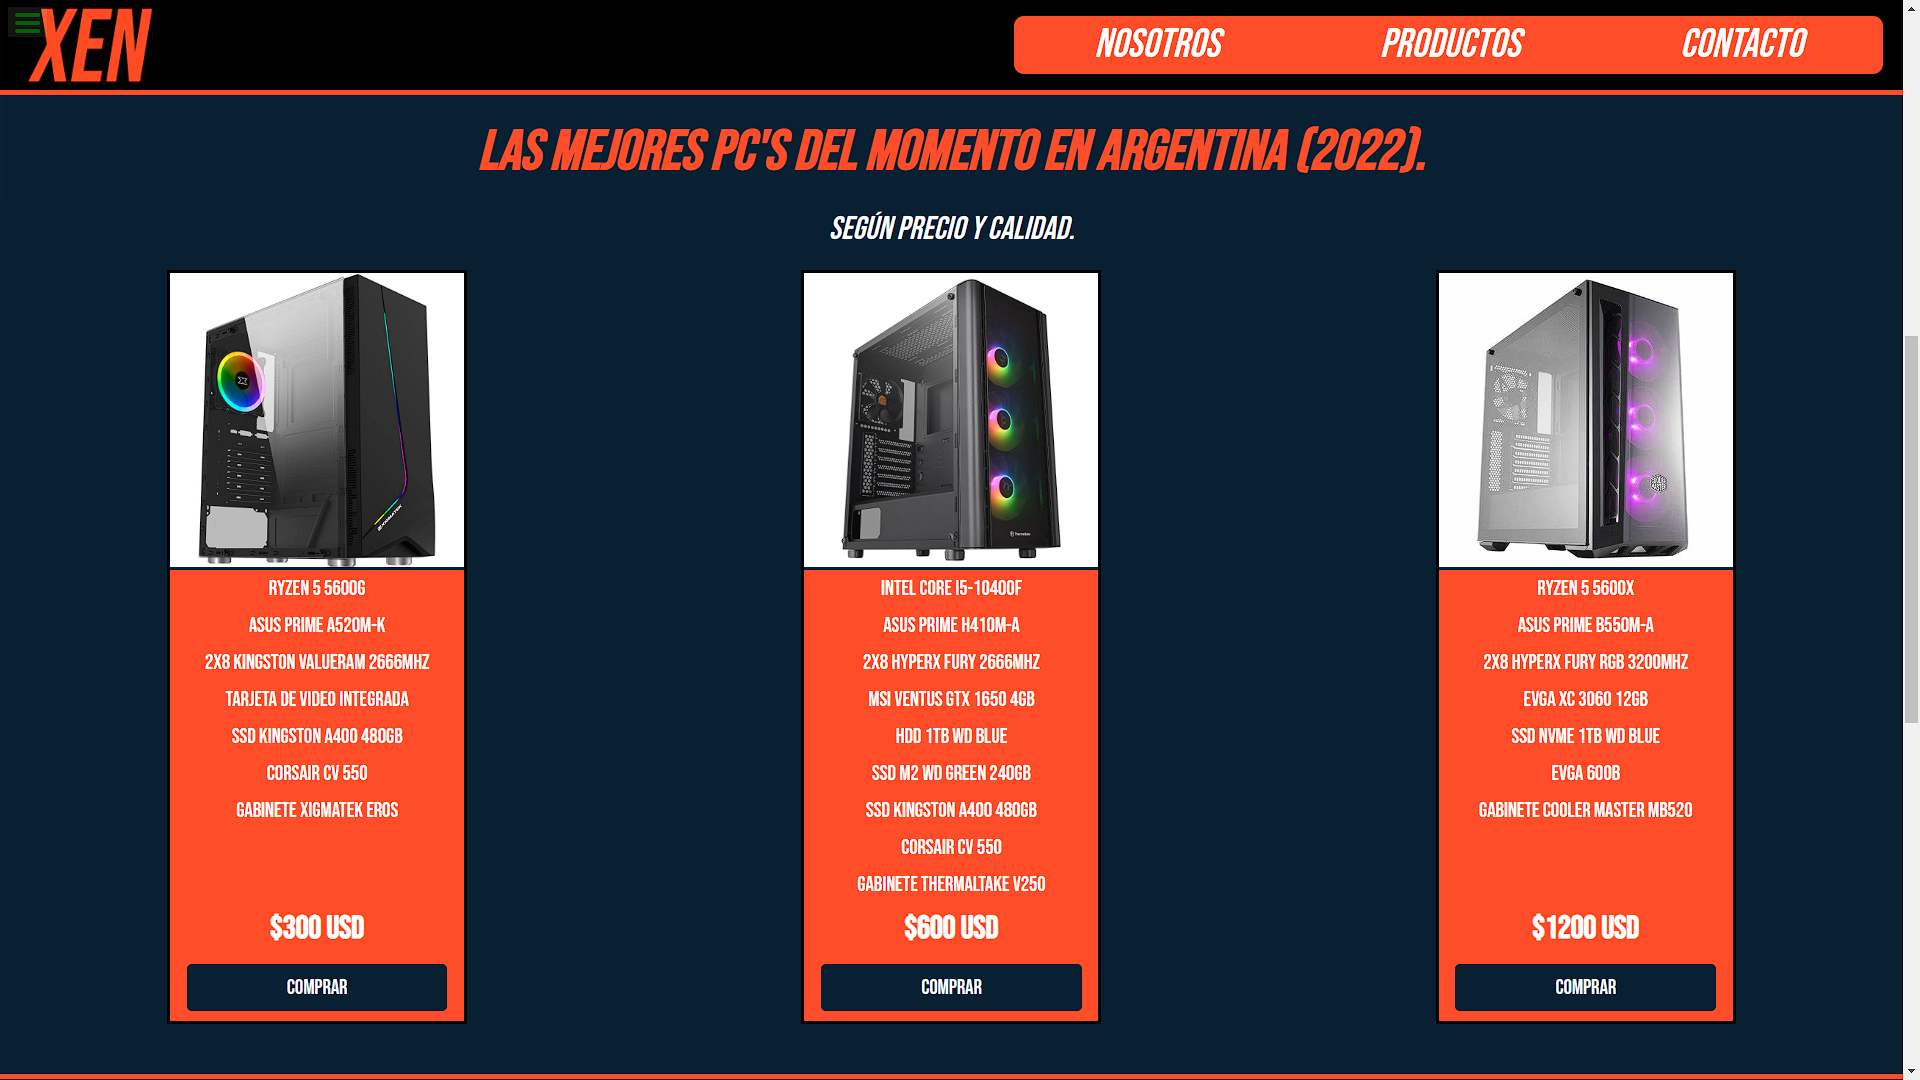 XEN
NOSOTROS
PRODUCTOS
CONTACTO
LAS MEJORES PC'S DEL MOMENTO EN ARGENTINA (2022).
SEGÚN PRECIO Y CALIDAD.
RYZEN 5 5600G
ASUS PRIME A520M-K
2X8 KINGSTON VALUERAM 2666MHZ
TARJETA DE VIDEO INTEGRADA
SSD KINGSTON A400 480GB
CORSAIR CV 550
GABINETE XIGMATEK EROS
$300 USD
COMPRAR
INTEL CORE I5-10400F
ASUS PRIME H410M-A
2X8 HYPERX FURY 2666MHZ
MSI VENTUS GTX 1650 4GB
HDD 1TB WD BLUE
SSD M2 WD GREEN 240GB
SSD KINGSTON A400 480GB
CORSAIR CV 550
GABINETE THERMALTAKE V250
$600 USD
COMPRAR
RYZEN 5 5600X
ASUS PRIME B550M-A
2X8 HYPERX FURY RGB 3200MHZ
EVGA XC 3060 12GB
SSD NVME 1TB WD BLUE
EVGA 600B
GABINETE COOLER MASTER MB520
$1200 USD
COMPRAR